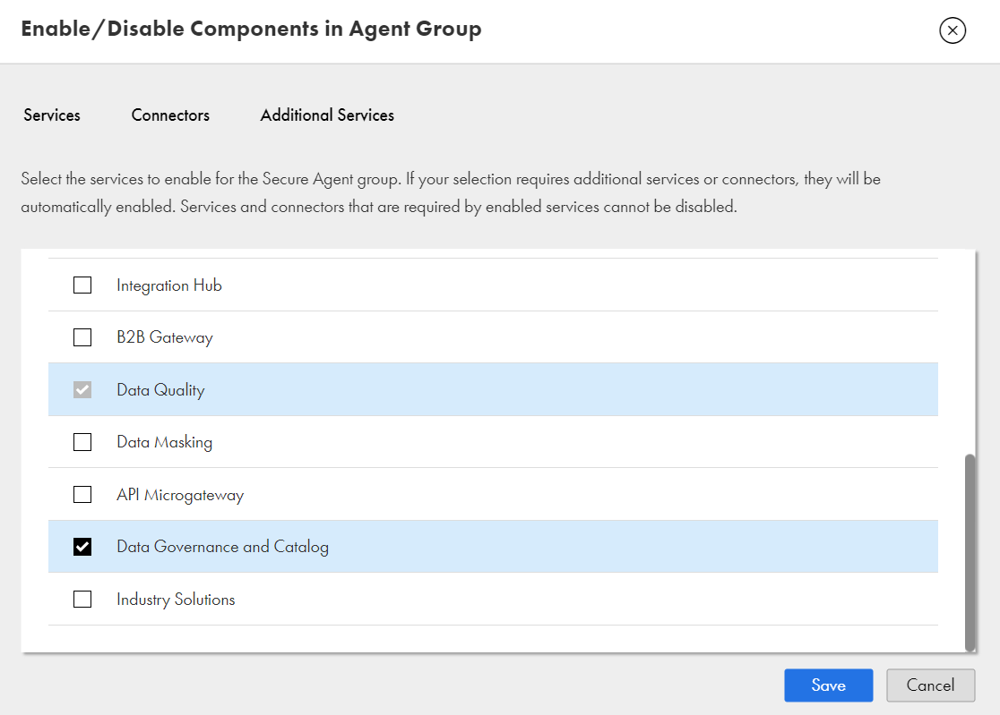 Enable/Disable Components in Agent Group
Services Connectors Additional Services
Select the services to enable for the Secure Agent group. If your selection requires additional services or connectors, they will be
automatically enabled. Services and connectors that are required by enabled services cannot be disabled.
Integration Hub
B2B Gateway
Data Quality
Data Masking
API Microgateway
Data Governance and Catalog
Industry Solutions
Save Cancel